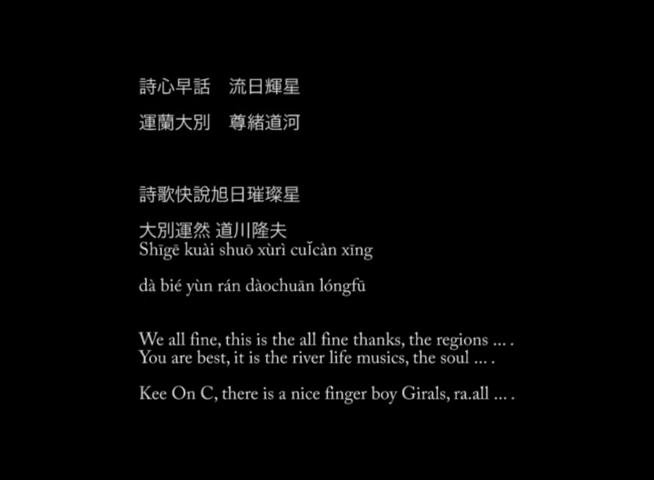 詩心早話　流日輝星
運蘭大別　尊緒道河
詩歌快說旭日璀璨星
大別運然 道川隆夫
Shīgē kuài shuō xùrì cuǐcàn xīng
dà bié yùn rán dàochuān lóngfū
We all fine, this is the all fine thanks, the regions ... .
You are best, it is the river life musics, the soul ... .
Kee On C, there is a nice finger boy Girals, ra.all ... .